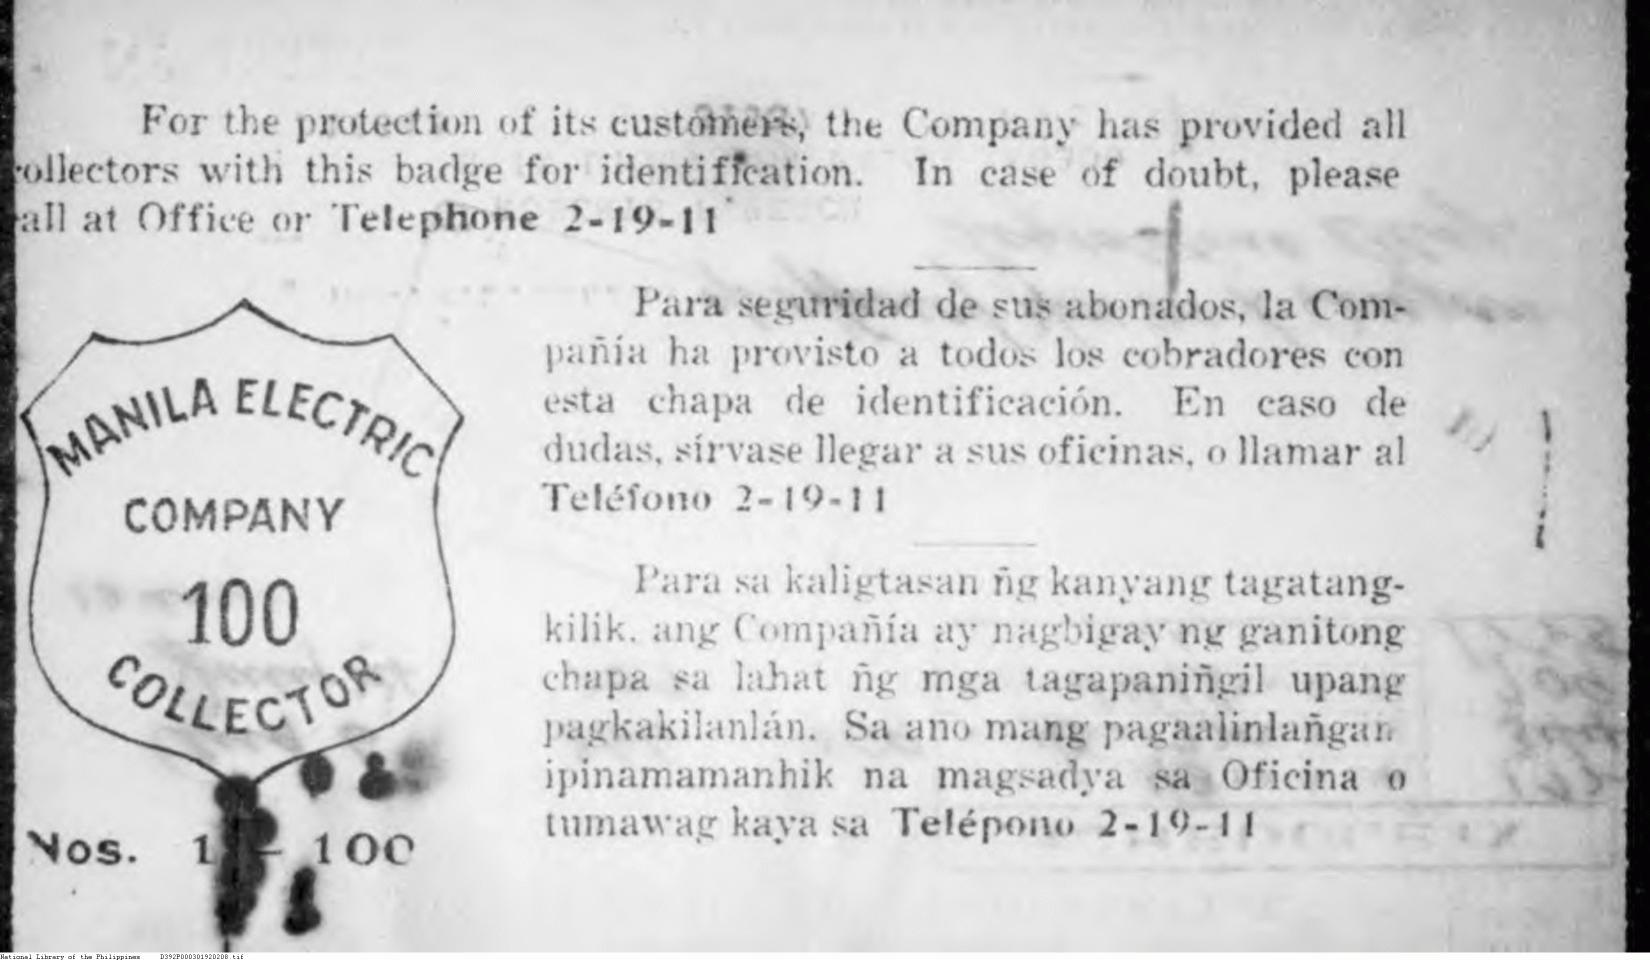 For the protection of its customers, the Company has provided all
ollectors with this badge for identification. In case of doubt, please
all at Office or Telephone 2-19-11
Para seguridad de sus abonados, la Com-
pañía ha provisto a todos los cobradores con
esta chapa de identificación. En caso de
dudas, sírvase llegar a sus oficinas, o llamar al
Teléfono 2-19-11
Para sa kaligtasan ñg kanyang tagatang-
kilik, ang Compañía ay nagbigay ng ganitong
chapa sa lahat ñg mga tagapanin̄gil upang
pagkakilanlán. Sa ano mang pagaalinlañgan
ipinamamanhik na magsadya sa Oficina o
tumawag kaya sa Telépono 2-19-11
MANILA ELECTRIC
COMPANY
100
COLLECTOR
Nos. 1 - 100
National Library of the Philippines D392P000301920208.tif